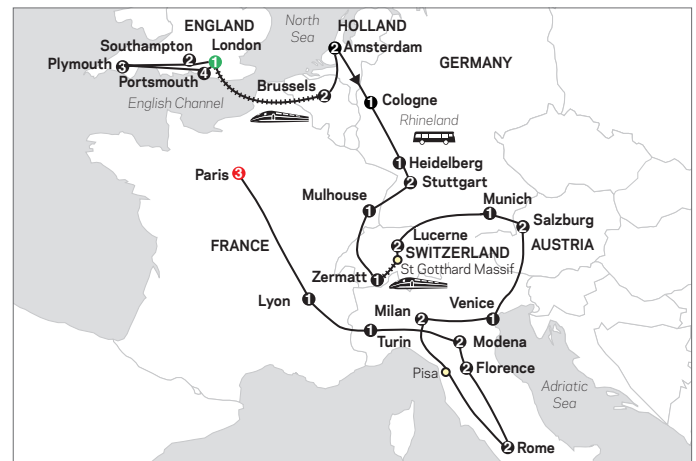 ENGLAND
North
Sea
HOLLAND
Southampton 2
London
1
2 Amsterdam
Plymouth 3
4
Portsmouth
GERMANY
English Channel
Brussels
2
1 Cologne
Rhineland
1 Heidelberg
Paris 3
2 Stuttgart
Mulhouse
1
Munich
1
2 Salzburg
Lucerne
2
FRANCE
SWITZERLAND
AUSTRIA
St Gotthard Massif
Zermatt 1
Lyon 1
Milan
2
Venice
1
1
Turin
2 Modena
2 Florence
Pisa
Adriatic
Sea
2 Rome